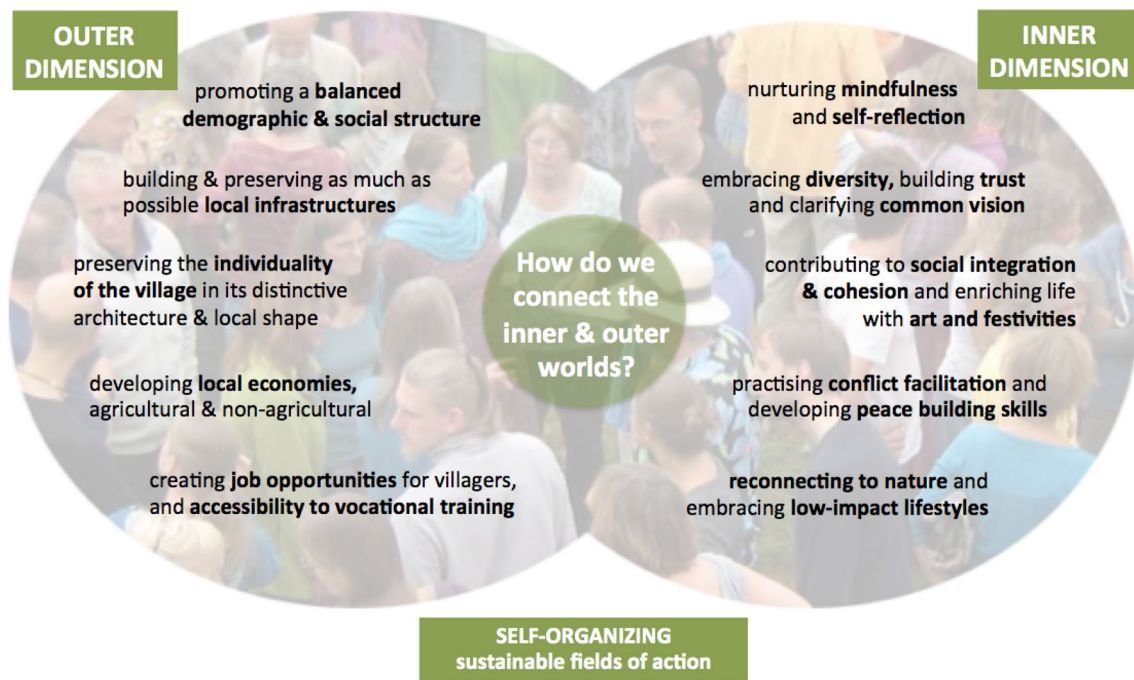 OUTER
DIMENSION
promoting a balanced
demographic & social structure
building & preserving as much as
possible local infrastructures
preserving the individuality
of the village in its distinctive
architecture & local shape
developing local economies,
agricultural & non-agricultural
creating job opportunities for villagers,
and accessibility to vocational training
How do we
connect the
inner & outer
worlds?
INNER
DIMENSION
nurturing mindfulness
and self-reflection
embracing diversity, building trust
and clarifying common vision
contributing to social integration
& cohesion and enriching life
with art and festivities
practising conflict facilitation and
developing peace building skills
reconnecting to nature and
embracing low-impact lifestyles
SELF-ORGANIZING
sustainable fields of action